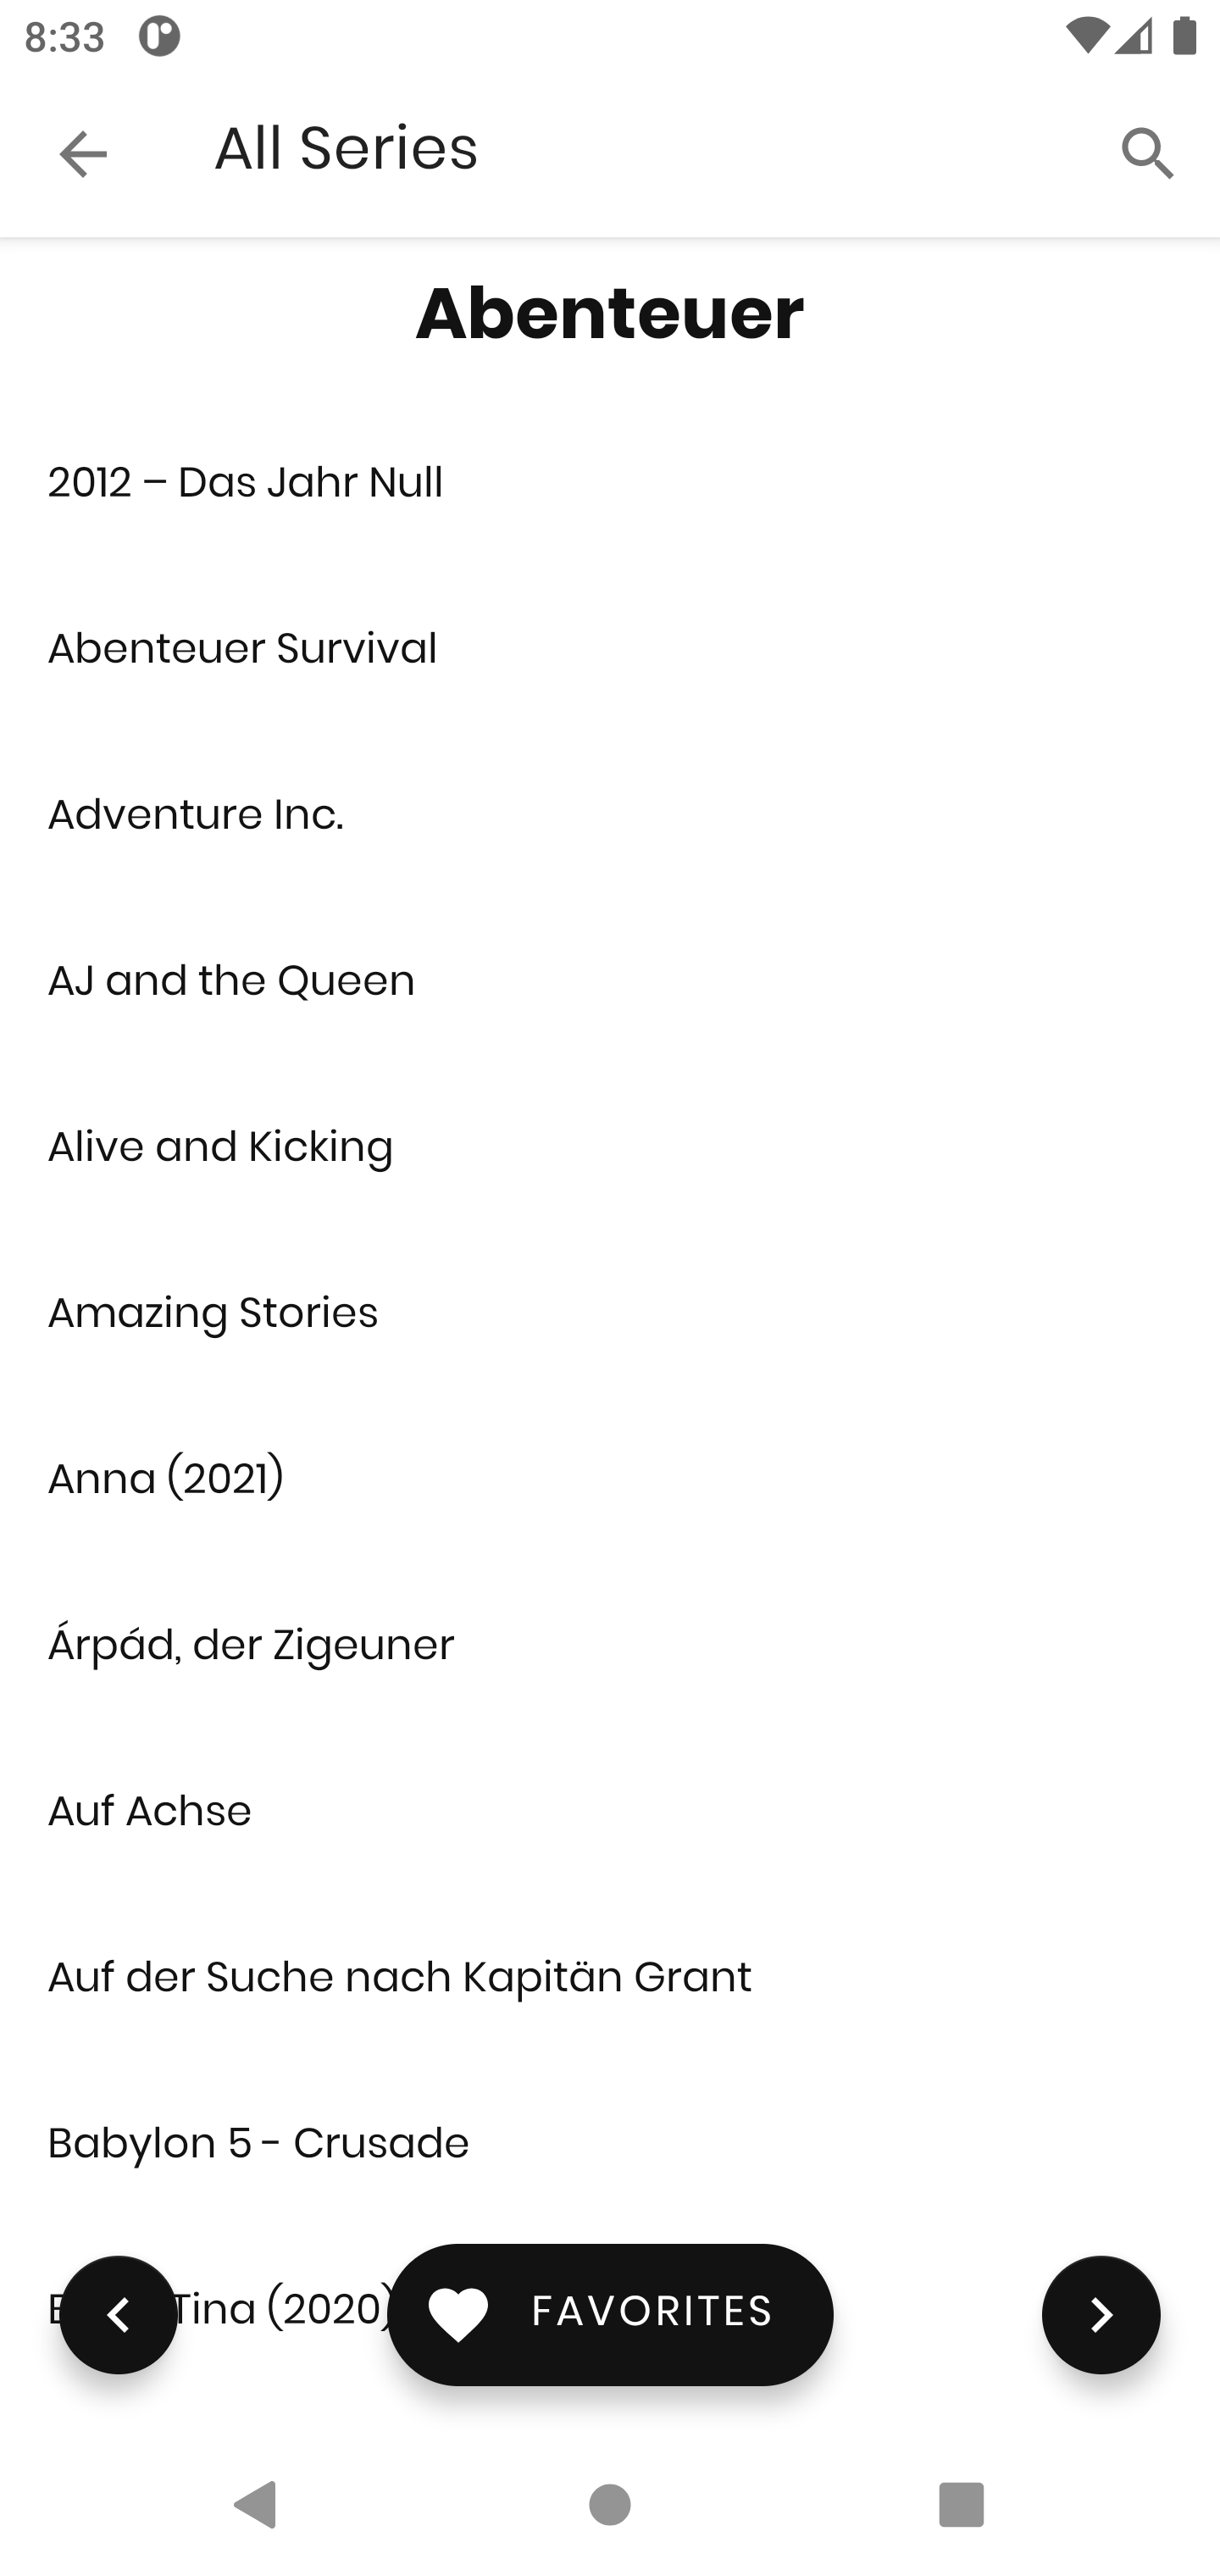 8:33
All Series
Abenteuer
2012 – Das Jahr Null
Abenteuer Survival
Adventure Inc.
AJ and the Queen
Alive and Kicking
Amazing Stories
Anna (2021)
Árpád, der Zigeuner
Auf Achse
Auf der Suche nach Kapitän Grant
Babylon 5 - Crusade
Tina (2020)
FAVORITES